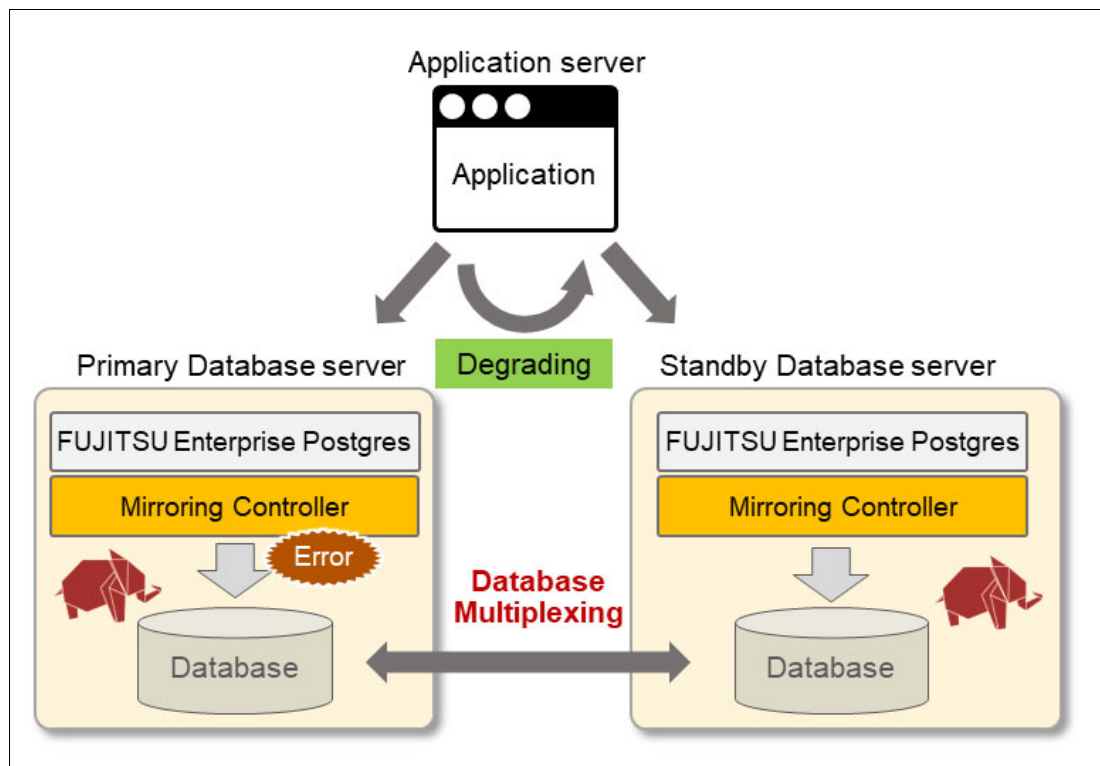 Application server
Application
Degrading
Primary Database server
FUJITSU Enterprise Postgres
Mirroring Controller
Error
Database
Database
Multiplexing
Standby Database server
FUJITSU Enterprise Postgres
Mirroring Controller
Database